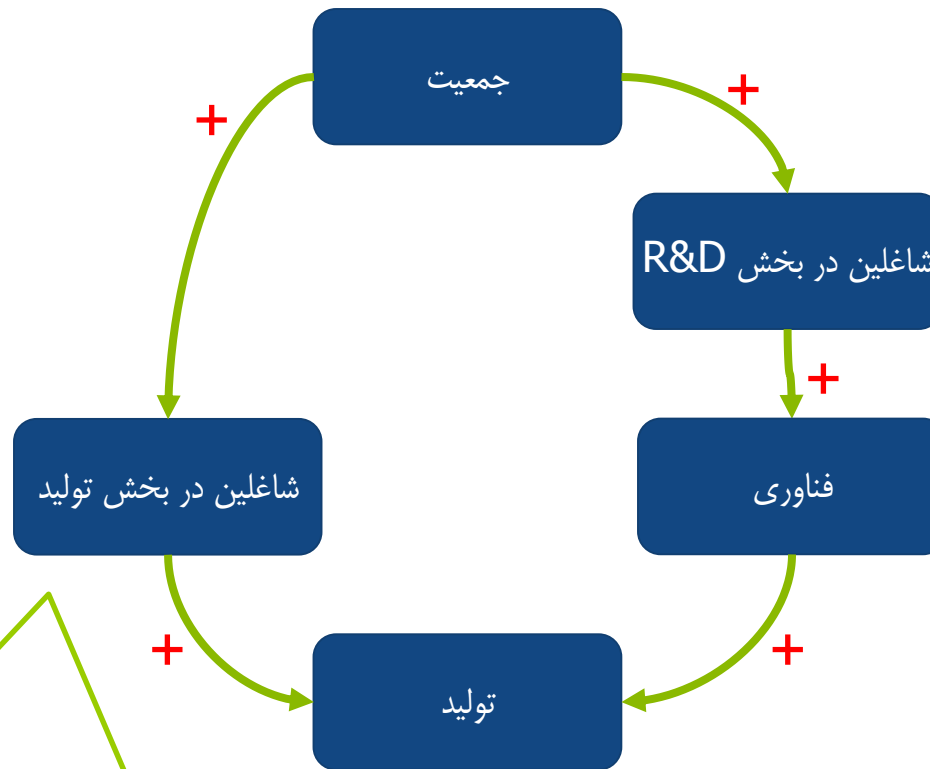 جمعیت
+
+
شاغلین در بخش R&D
+
شاغلین در بخش تولید
فناوری
+
+
تولید